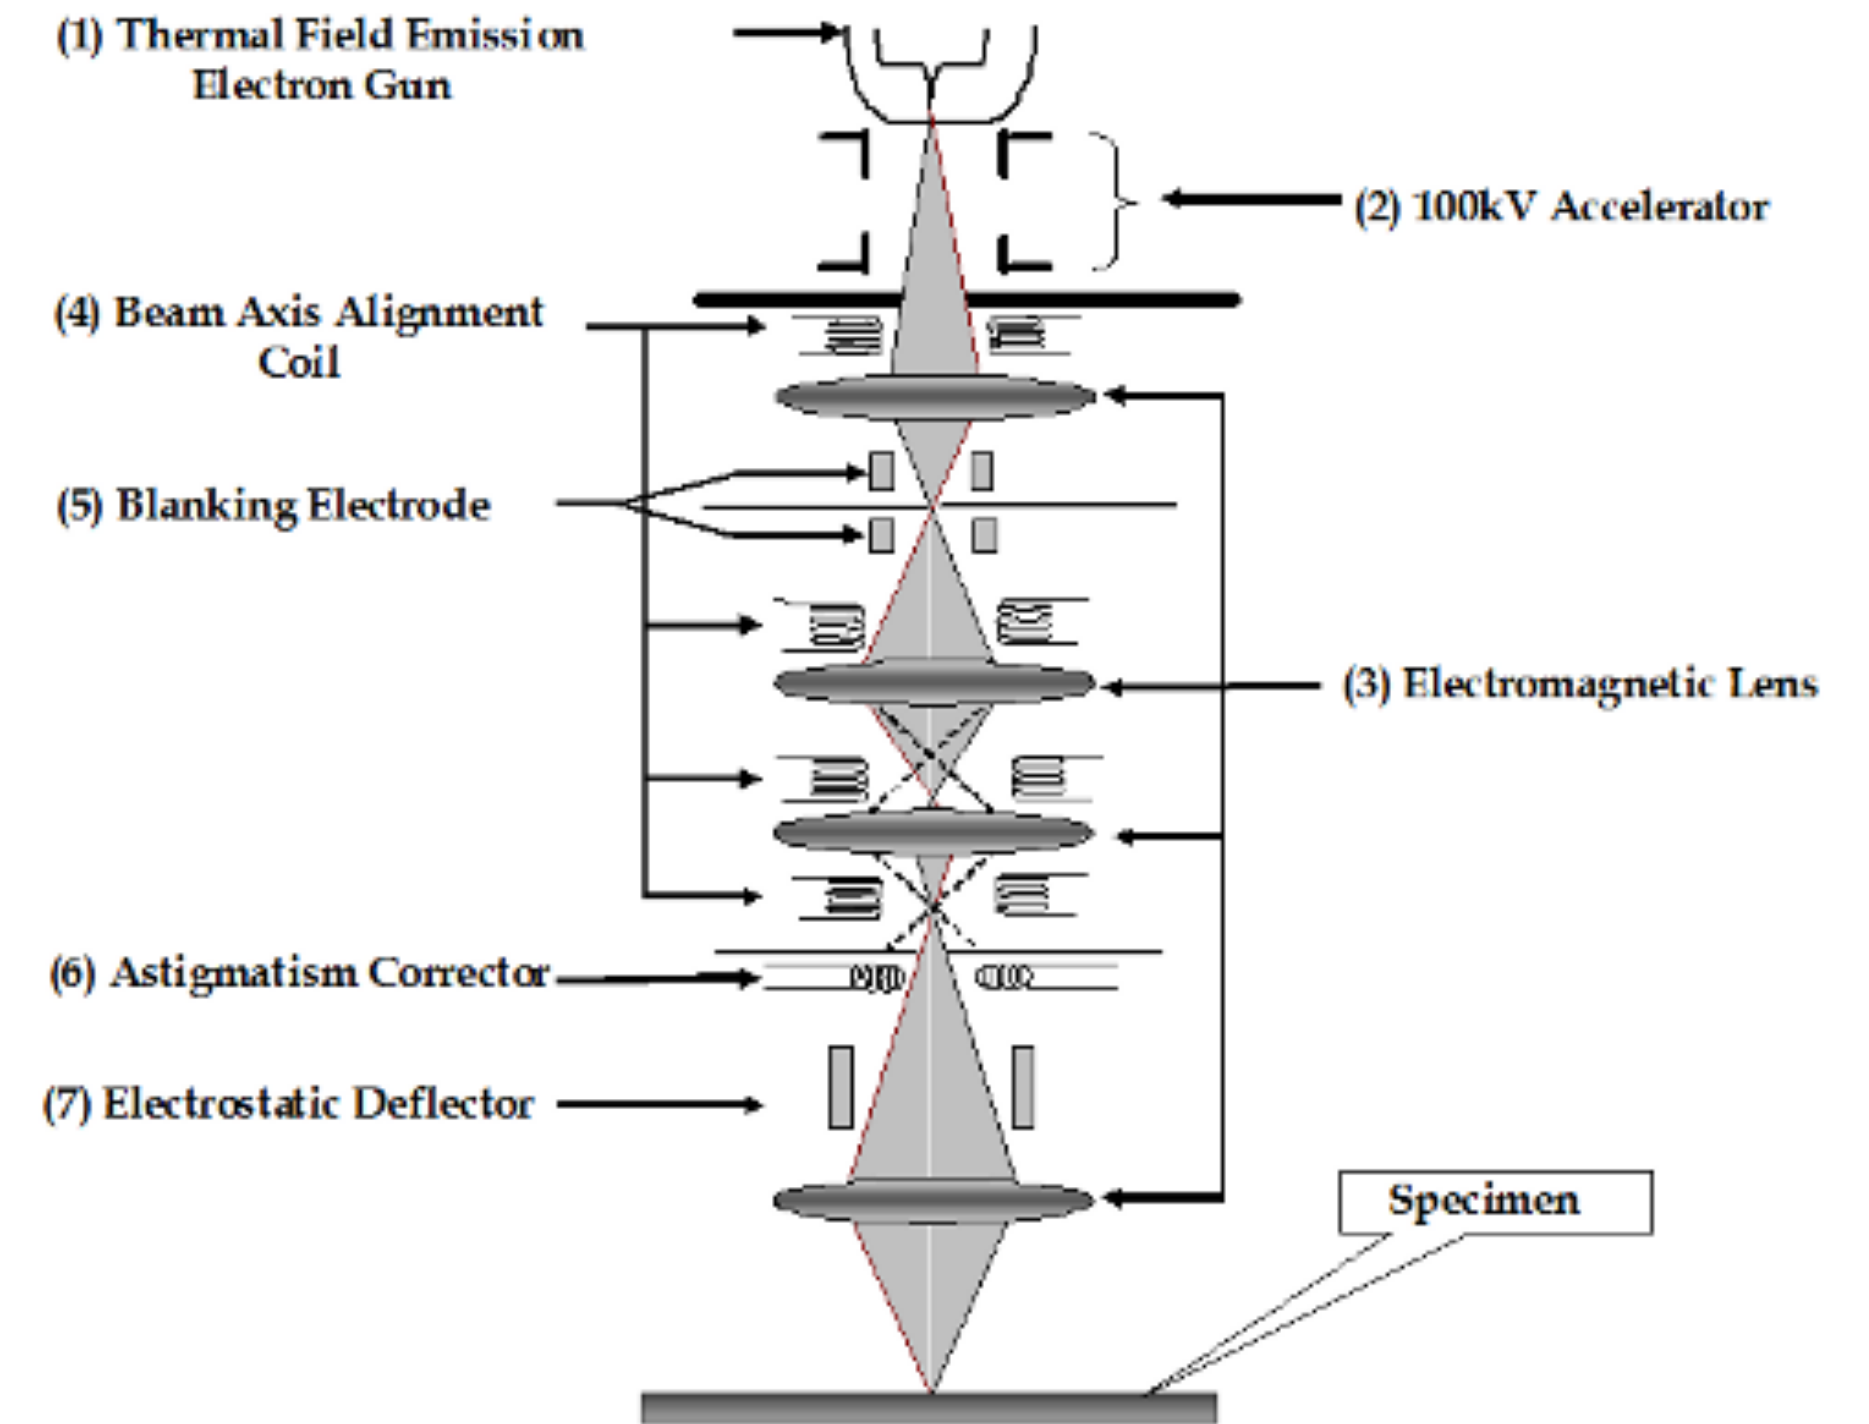 (1) Thermal Field Emission
Electron Gun
(2) 100kV Accelerator
(4) Beam Axis Alignment
Coil
(5) Blanking Electrode
(3) Electromagnetic Lens
(6) Astigmatism Corrector
(7) Electrostatic Deflector
Specimen